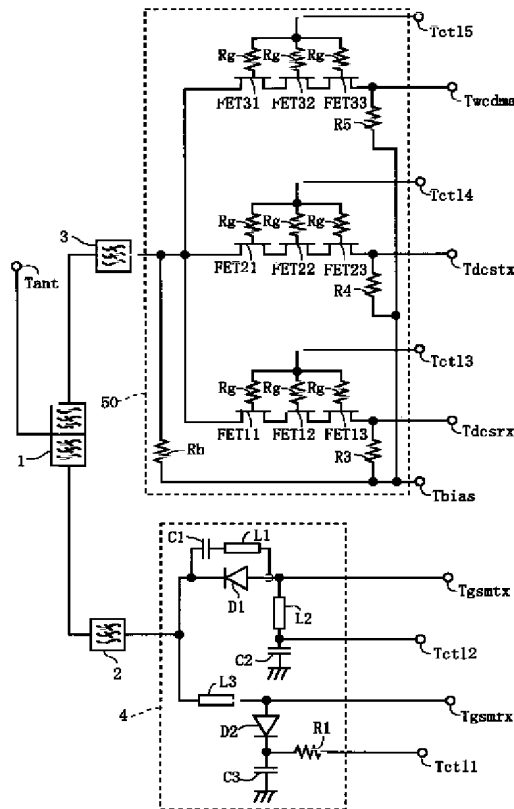 Tctl5
Rg Rg Rg
FET31 FET32 FET33
Twcdma
R5
Tctl4
Rg Rg Rg
3
FET21 FET22 FET23
Tdcstx
Tant
R4
Tctl3
50
Rg Rg Rg
FET11 FET12 FET13
Tdcsrx
1
Rh
R3
Tbias
C1 L1
D1
Tgsmtx
L2
C2
Tctl2
2
L3
4
D2
Tgsmrx
R1
C3
Tctl1